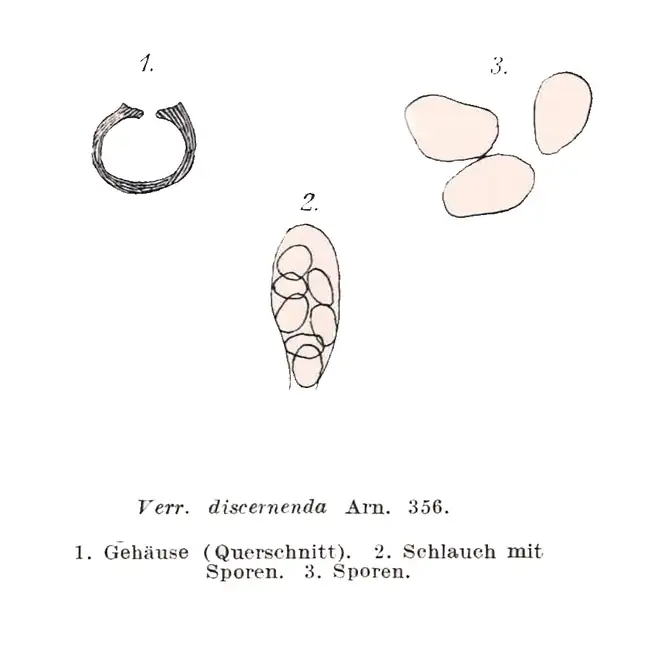 1.
3.
2.
Verr. discernenda Arn. 356.
1. Gehäuse (Querschnitt). 2. Schlauch mit
Sporen. 3. Sporen.